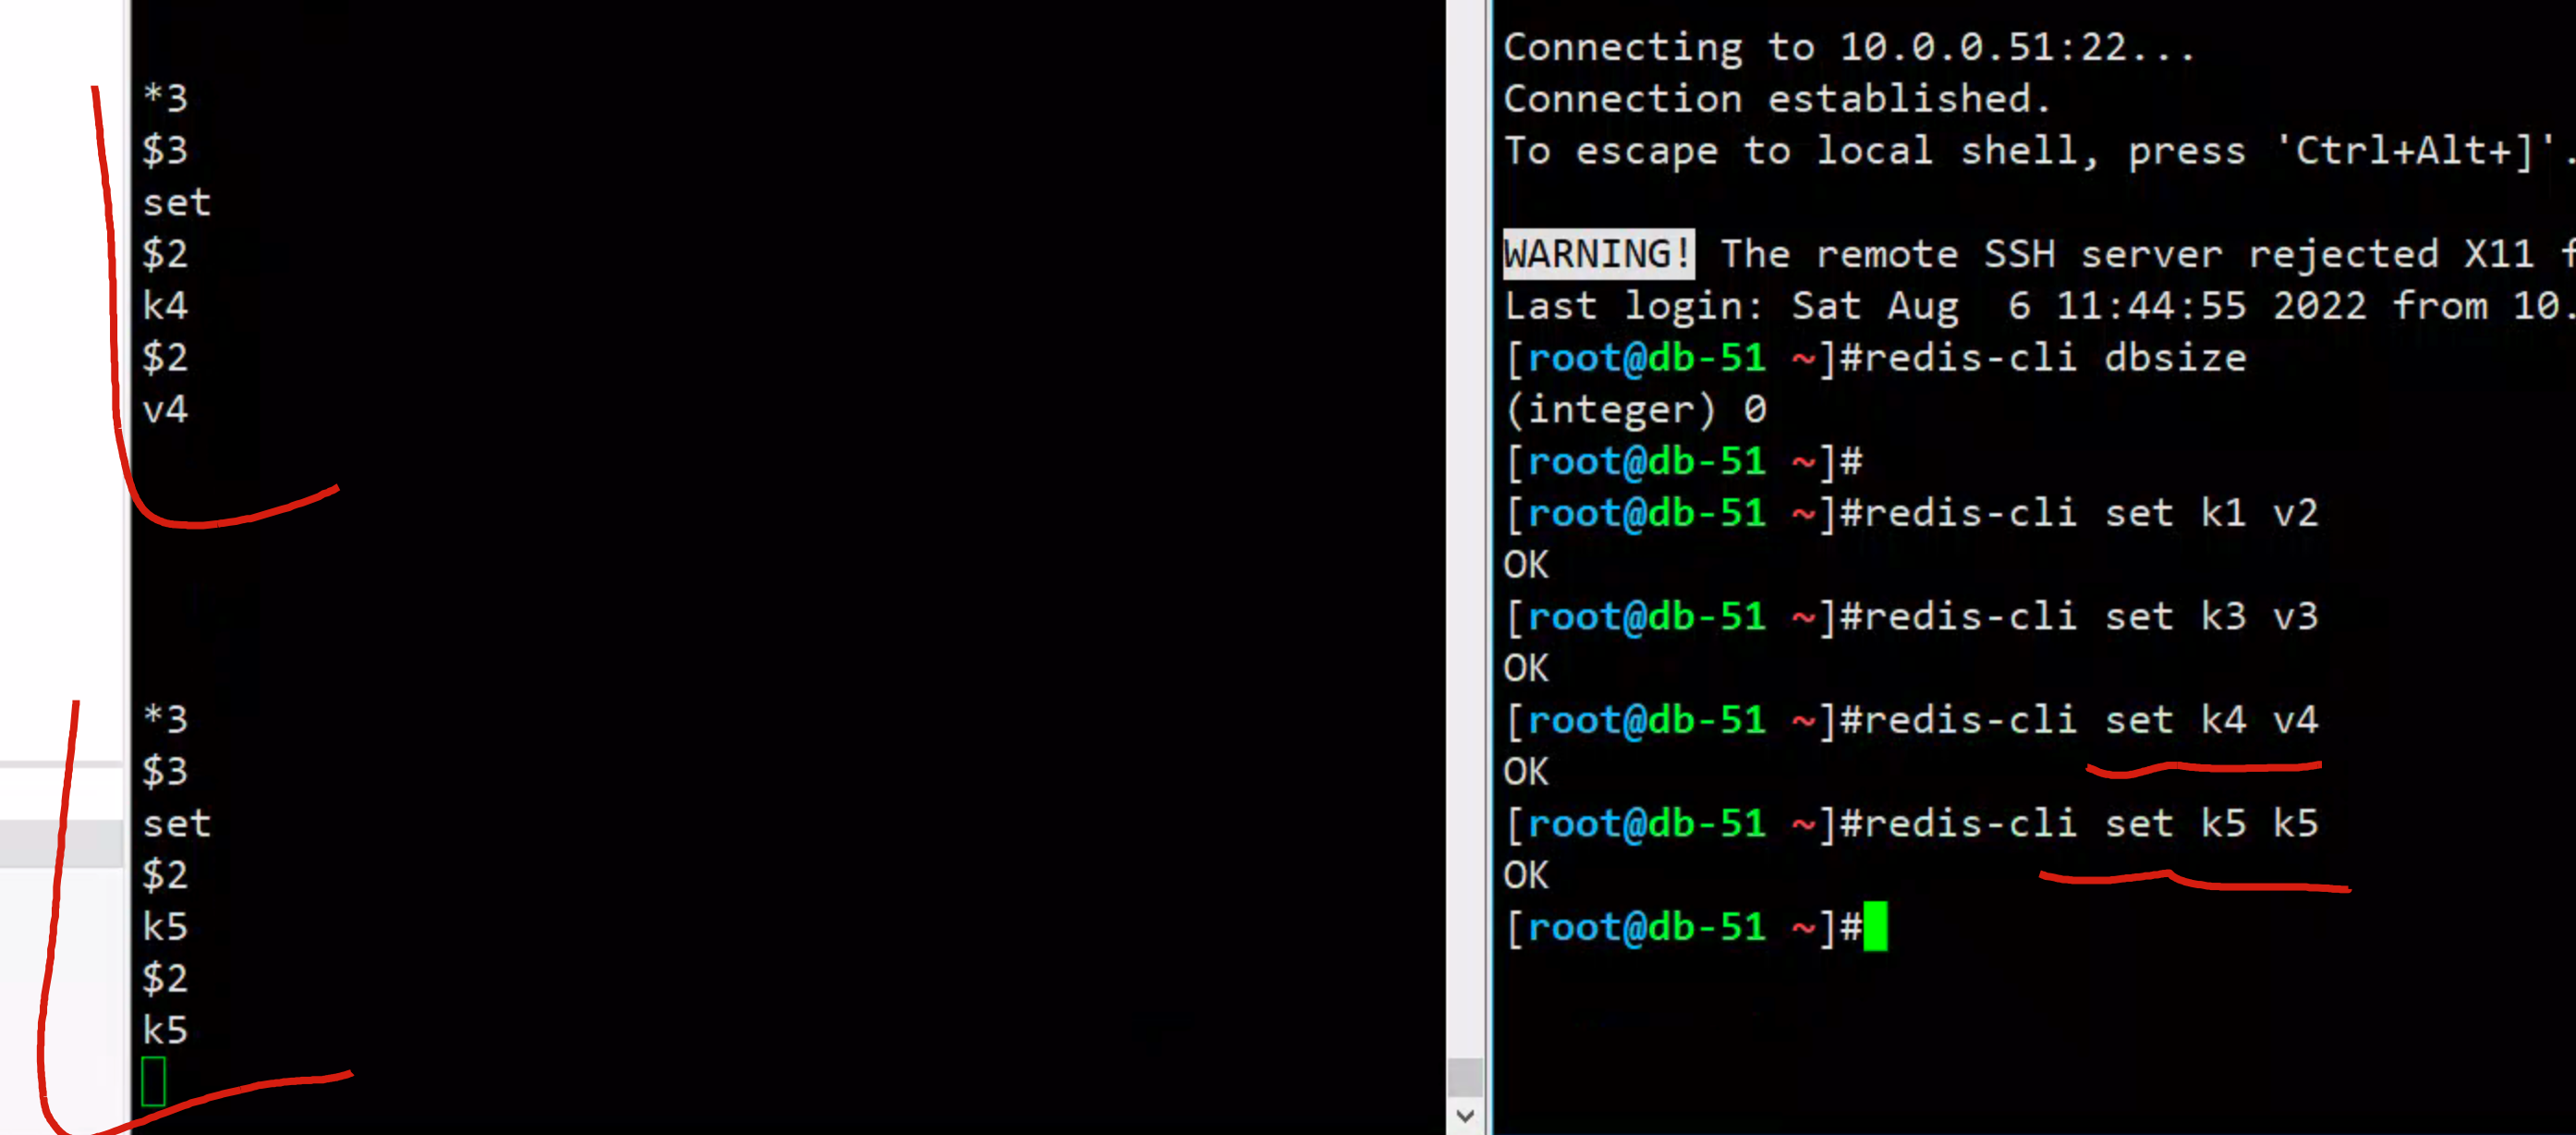 *3
$3
set
$2
k4
$2
v4
*3
$3
set
$2
k5
$2
k5
Connecting to 10.0.0.51:22...
Connection established.
To escape to local shell, press 'Ctrl+Alt+]'.
WARNING! The remote SSH server rejected X11 f
Last login: Sat Aug  6 11:44:55 2022 from 10.
[root@db-51 ~]#redis-cli dbsize
(integer) 0
[root@db-51 ~]#
[root@db-51 ~]#redis-cli set k1 v2
OK
[root@db-51 ~]#redis-cli set k3 v3
OK
[root@db-51 ~]#redis-cli set k4 v4
OK
[root@db-51 ~]#redis-cli set k5 k5
OK
[root@db-51 ~]#